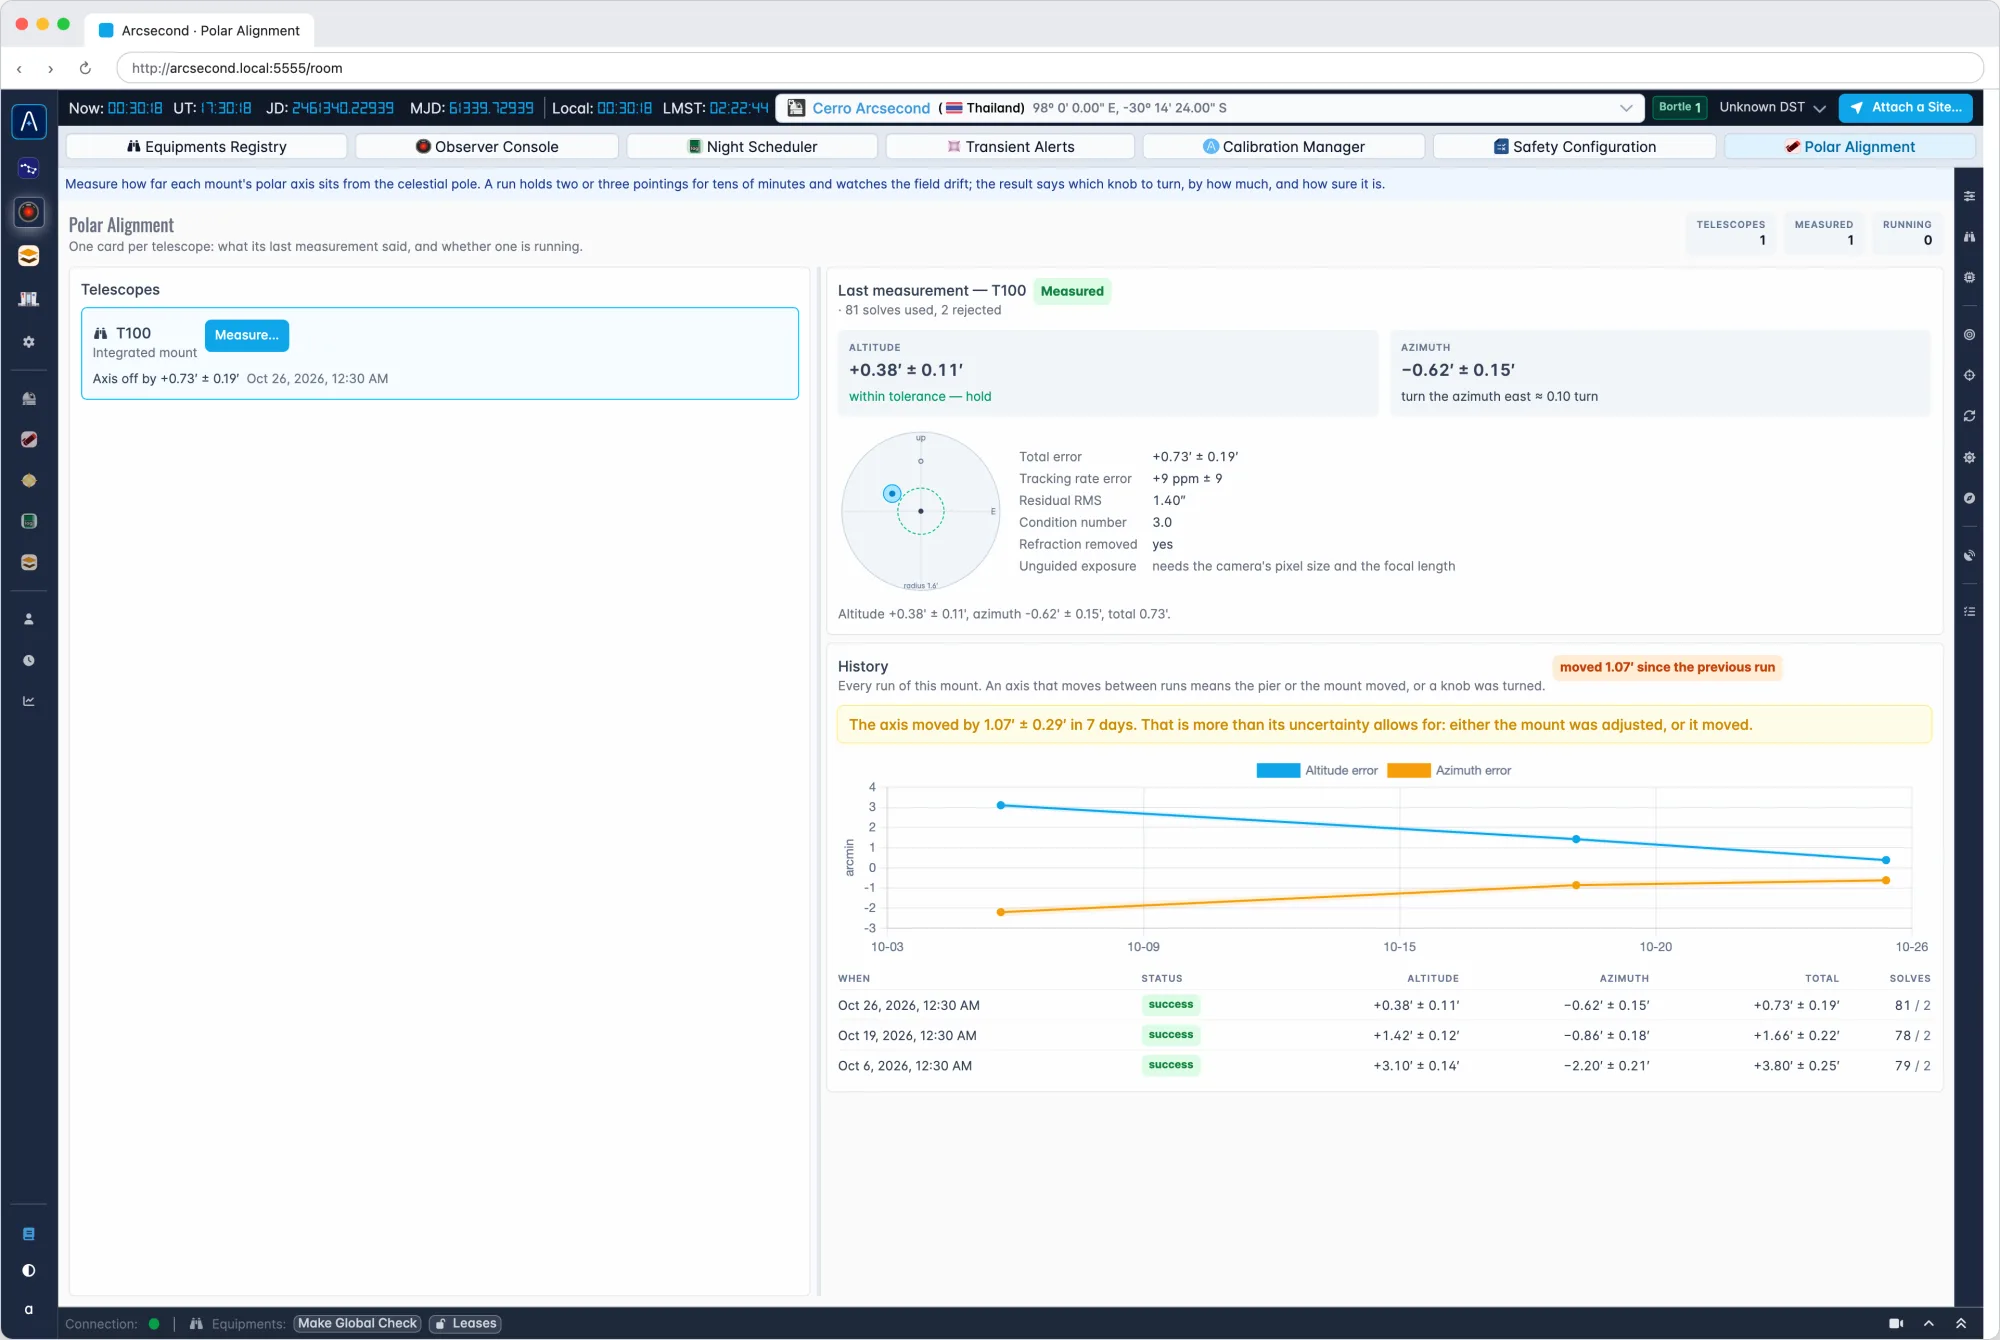 Arcsecond · Polar Alignment
http://arcsecond.local:5555/room
Now: 00:30:18 UT: 17:30:18 JD: 2461340.22939 MJD: 61339.72939 Local: 00:30:18 LMST: 02:22:44 Cerro Arcsecond ( Thailand) 98° 0' 0.00" E, -30° 14' 24.00" S Bortle 1 Unknown DST Attach a Site...
Equipments Registry Observer Console Night Scheduler Transient Alerts Calibration Manager Safety Configuration Polar Alignment
Measure how far each mount's polar axis sits from the celestial pole. A run holds two or three pointings for tens of minutes and watches the field drift; the result says which knob to turn, by how much, and how sure it is.
Polar Alignment
One card per telescope: what its last measurement said, and whether one is running.
TELESCOPES 1
MEASURED 1
RUNNING 0
Telescopes
T100
Integrated mount
Measure...
Axis off by +0.73′ ± 0.19′ Oct 26, 2026, 12:30 AM
Last measurement — T100 Measured
· 81 solves used, 2 rejected
ALTITUDE
+0.38′ ± 0.11′
within tolerance — hold
AZIMUTH
−0.62′ ± 0.15′
turn the azimuth east ≈ 0.10 turn
up
E
radius 1.6′
Total error +0.73′ ± 0.19′
Tracking rate error +9 ppm ± 9
Residual RMS 1.40″
Condition number 3.0
Refraction removed yes
Unguided exposure needs the camera's pixel size and the focal length
Altitude +0.38' ± 0.11', azimuth -0.62' ± 0.15', total 0.73'.
History
Every run of this mount. An axis that moves between runs means the pier or the mount moved, or a knob was turned.
moved 1.07′ since the previous run
The axis moved by 1.07′ ± 0.29′ in 7 days. That is more than its uncertainty allows for: either the mount was adjusted, or it moved.
Altitude error Azimuth error
arcmin
4
3
2
1
0
-1
-2
-3
10-03 10-09 10-15 10-20 10-26
WHEN STATUS ALTITUDE AZIMUTH TOTAL SOLVES
Oct 26, 2026, 12:30 AM success +0.38′ ± 0.11′ −0.62′ ± 0.15′ +0.73′ ± 0.19′ 81 / 2
Oct 19, 2026, 12:30 AM success +1.42′ ± 0.12′ −0.86′ ± 0.18′ +1.66′ ± 0.22′ 78 / 2
Oct 6, 2026, 12:30 AM success +3.10′ ± 0.14′ −2.20′ ± 0.21′ +3.80′ ± 0.25′ 79 / 2
a
Connection: Equipments: Make Global Check Leases